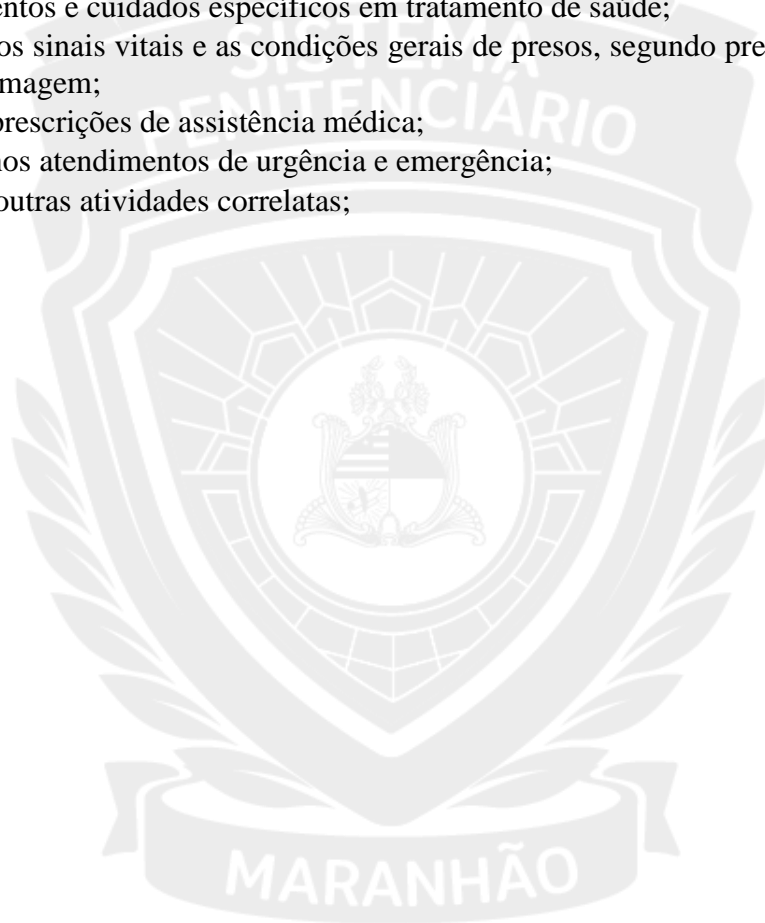 entos e cuidados específicos em tratamento de saúde;
os sinais vitais e as condições gerais de presos, segundo pre
magem;
prescrições de assistência médica;
nos atendimentos de urgência e emergência;
outras atividades correlatas;
SISTEMA
PENITENCIÁRIO
MARANHÃO